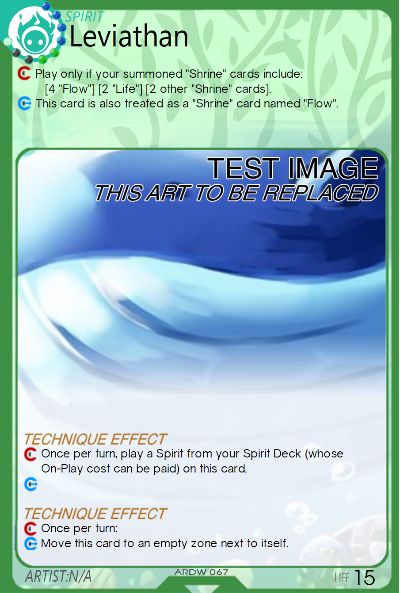 SPIRIT
Leviathan
Play only if your summoned "Shrine" cards include:
[4 "Flow"] [2 "Life"] [2 other "Shrine" cards].
This card is also treated as a "Shrine" card named "Flow".
TEST IMAGE
THIS ART TO BE REPLACED
TECHNIQUE EFFECT
Once per turn, play a Spirit from your Spirit Deck (whose
On-Play cost can be paid) on this card.
TECHNIQUE EFFECT
Once per turn:
Move this card to an empty zone next to itself.
ARTIST:N/A
ARDW 067
LIFE 15